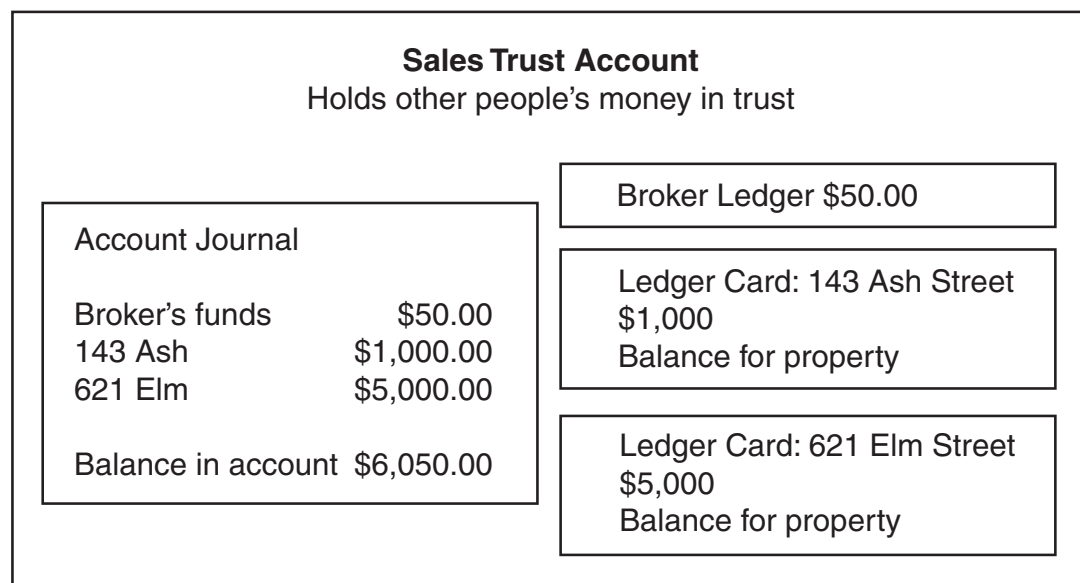 Sales Trust Account
Holds other people’s money in trust
Account Journal
Broker’s funds $50.00
143 Ash $1,000.00
621 Elm $5,000.00
Balance in account $6,050.00
Broker Ledger $50.00
Ledger Card: 143 Ash Street
$1,000
Balance for property
Ledger Card: 621 Elm Street
$5,000
Balance for property